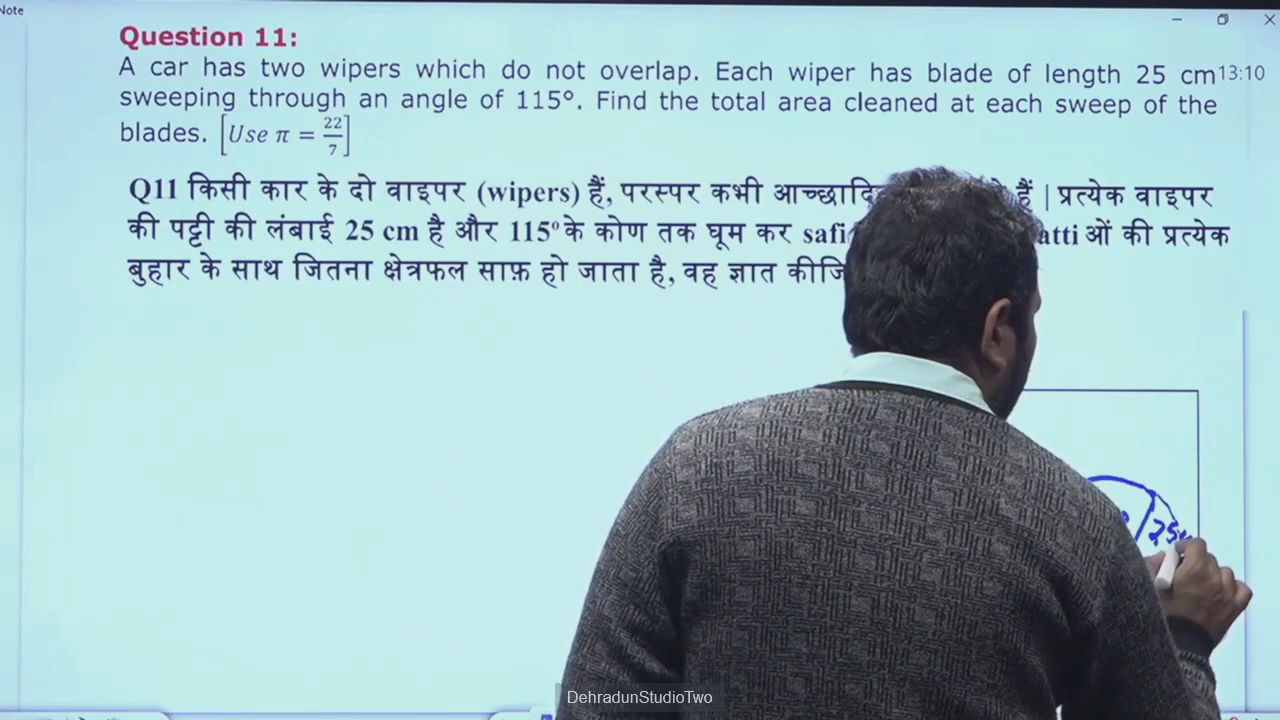 Note
Question 11:
A car has two wipers which do not overlap. Each wiper has blade of length 25 cm
13:10
sweeping through an angle of 115°. Find the total area cleaned at each sweep of the
blades. [Use π = 22/7]
Q11 किसी कार के दो वाइपर (wipers) हैं, परस्पर कभी हैं | प्रत्येक वाइपर
की पट्टी की लंबाई 25 cm है और 115° के कोण तक घूम कर safi atti ओं की प्रत्येक
बुहार के साथ जितना क्षेत्रफल साफ़ हो जाता है, वह ज्ञात
25
DehradunStudioTwo